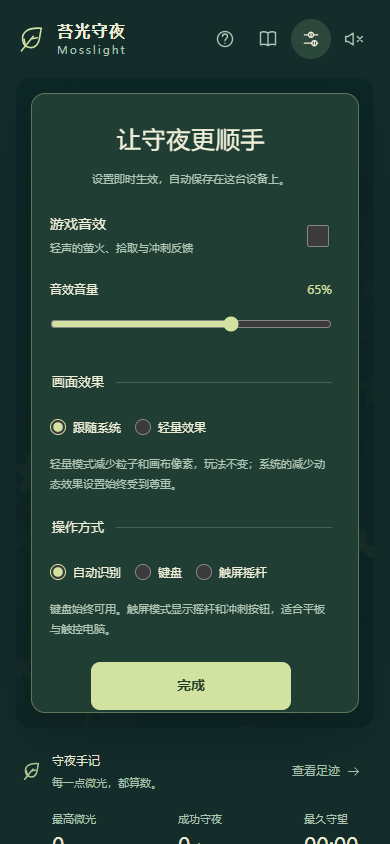 苔光守夜
Mosslight
让守夜更顺手
设置即时生效，自动保存在这台设备上。
游戏音效
轻声的萤火、拾取与冲刺反馈
音效音量
65%
画面效果
跟随系统
轻量效果
轻量模式减少粒子和画布像素，玩法不变；系统的减少动
态效果设置始终受到尊重。
操作方式
自动识别
键盘
触屏摇杆
键盘始终可用。触屏模式显示摇杆和冲刺按钮，适合平板
与触控电脑。
完成
守夜手记
每一点微光，都算数。
查看足迹 →
最高微光
成功守夜
最久守望
00:00